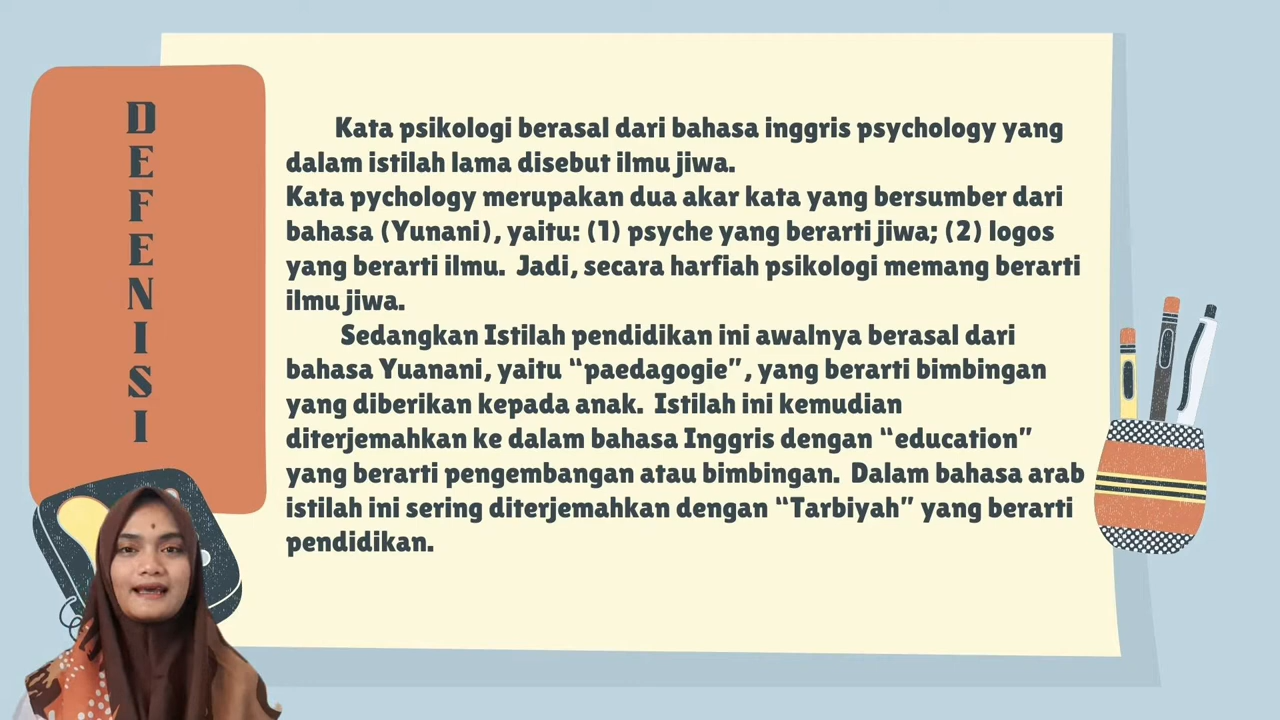 DEFENISI
Kata psikologi berasal dari bahasa inggris psychology yang
dalam istilah lama disebut ilmu jiwa.
Kata pychology merupakan dua akar kata yang bersumber dari
bahasa (Yunani), yaitu: (1) psyche yang berarti jiwa; (2) logos
yang berarti ilmu. Jadi, secara harfiah psikologi memang berarti
ilmu jiwa.
Sedangkan Istilah pendidikan ini awalnya berasal dari
bahasa Yuanani, yaitu “paedagogie”, yang berarti bimbingan
yang diberikan kepada anak. Istilah ini kemudian
diterjemahkan ke dalam bahasa Inggris dengan “education”
yang berarti pengembangan atau bimbingan. Dalam bahasa arab
istilah ini sering diterjemahkan dengan “Tarbiyah” yang berarti
pendidikan.